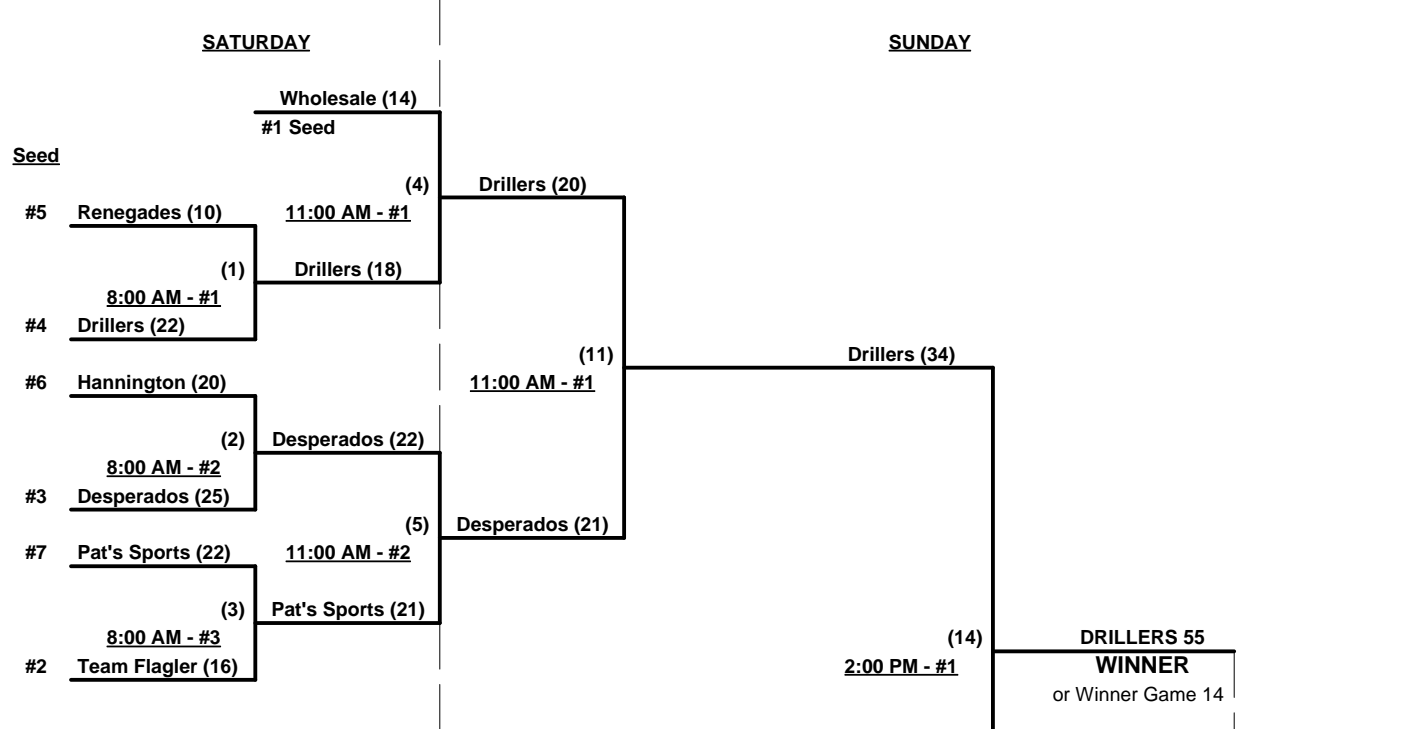 SATURDAY
SUNDAY
Wholesale (14)
#1 Seed
Seed
(4)
Drillers (20)
#5
Renegades (10)
11:00 AM - #1
(1)
Drillers (18)
8:00 AM - #1
#4
Drillers (22)
(11)
Drillers (34)
#6
Hannington (20)
11:00 AM - #1
(2)
Desperados (22)
8:00 AM - #2
#3
Desperados (25)
(5)
Desperados (21)
#7
Pat's Sports (22)
11:00 AM - #2
(3)
Pat's Sports (21)
8:00 AM - #3
(14)
DRILLERS 55
#2
Team Flagler (16)
2:00 PM - #1
WINNER
or Winner Game 14